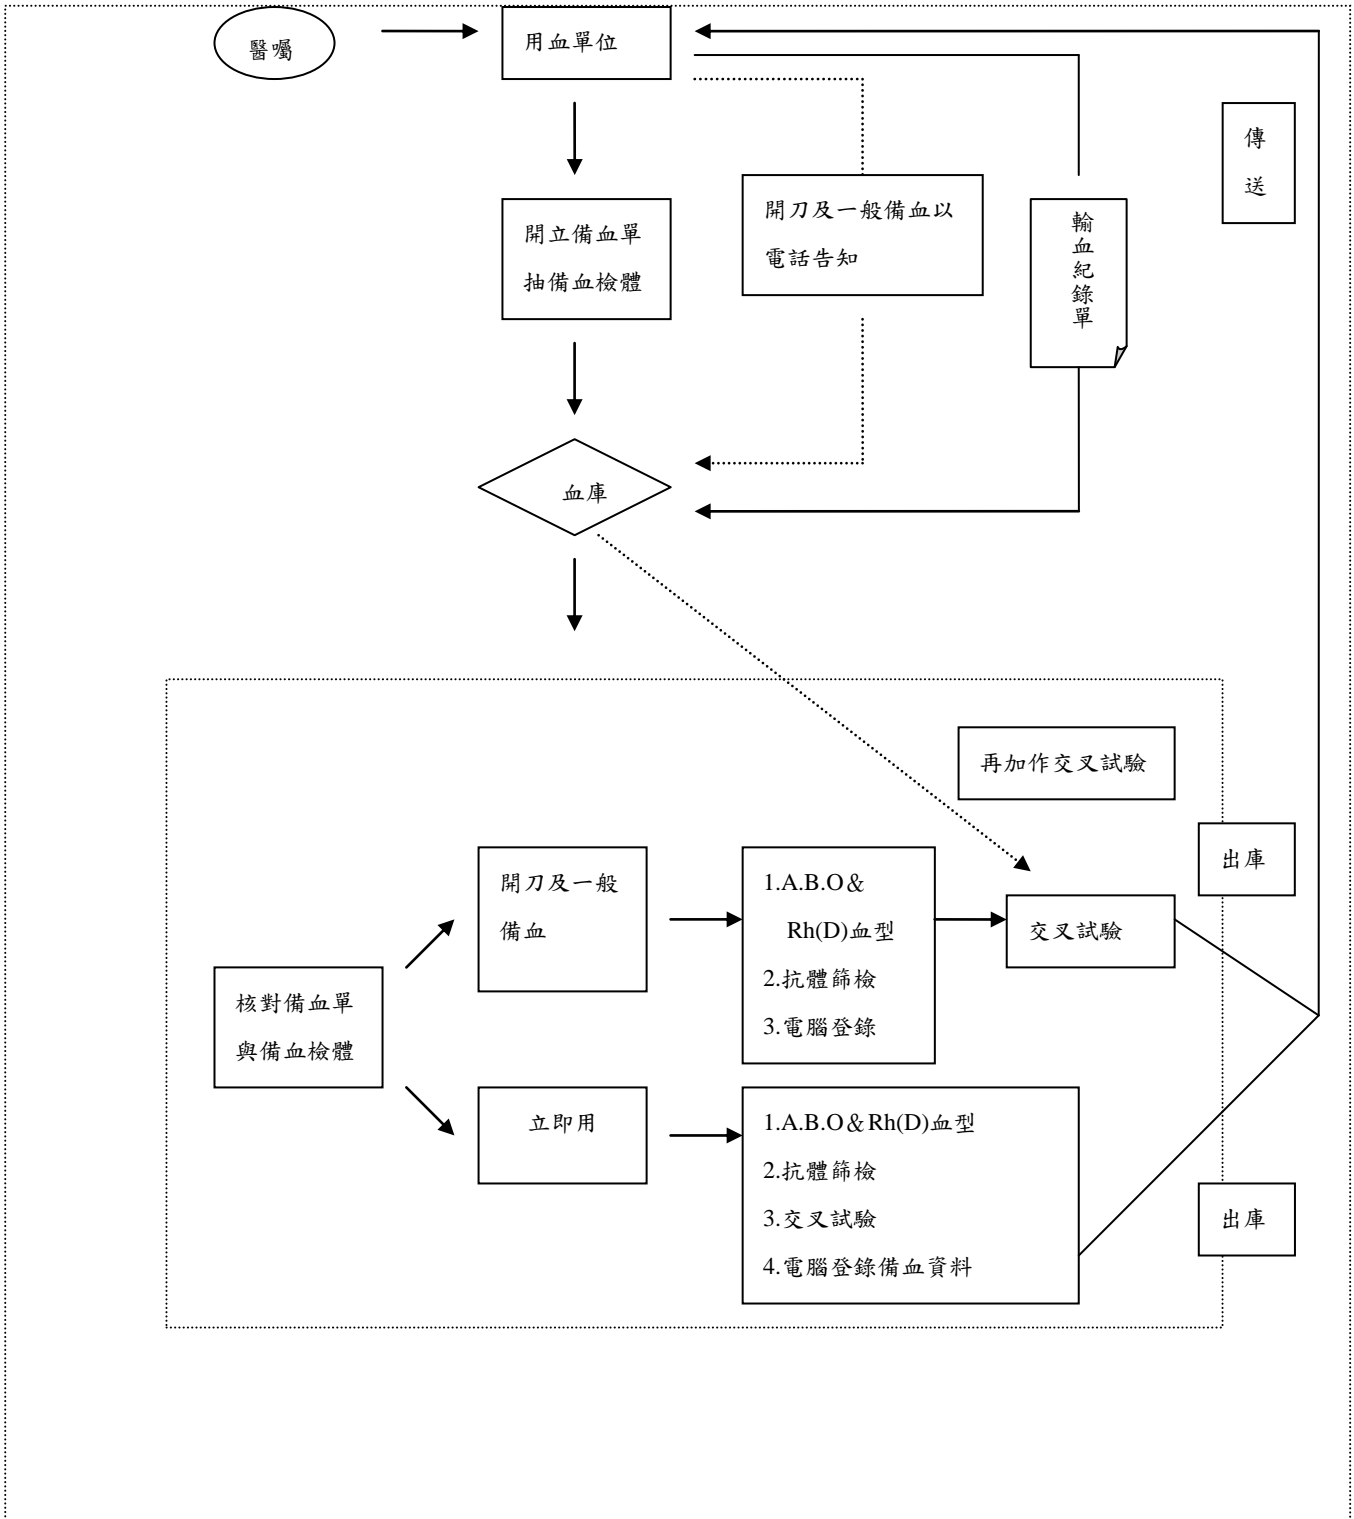 醫囑
用血單位
傳
送
開刀及一般備血以
電話告知
開立備血單
抽備血檢體
輸血紀錄單
血庫
再加作交叉試驗
出庫
開刀及一般
備血
1.A.B.O＆
Rh(D)血型
2.抗體篩檢
3.電腦登錄
交叉試驗
核對備血單
與備血檢體
立即用
1.A.B.O＆Rh(D)血型
2.抗體篩檢
3.交叉試驗
4.電腦登錄備血資料
出庫